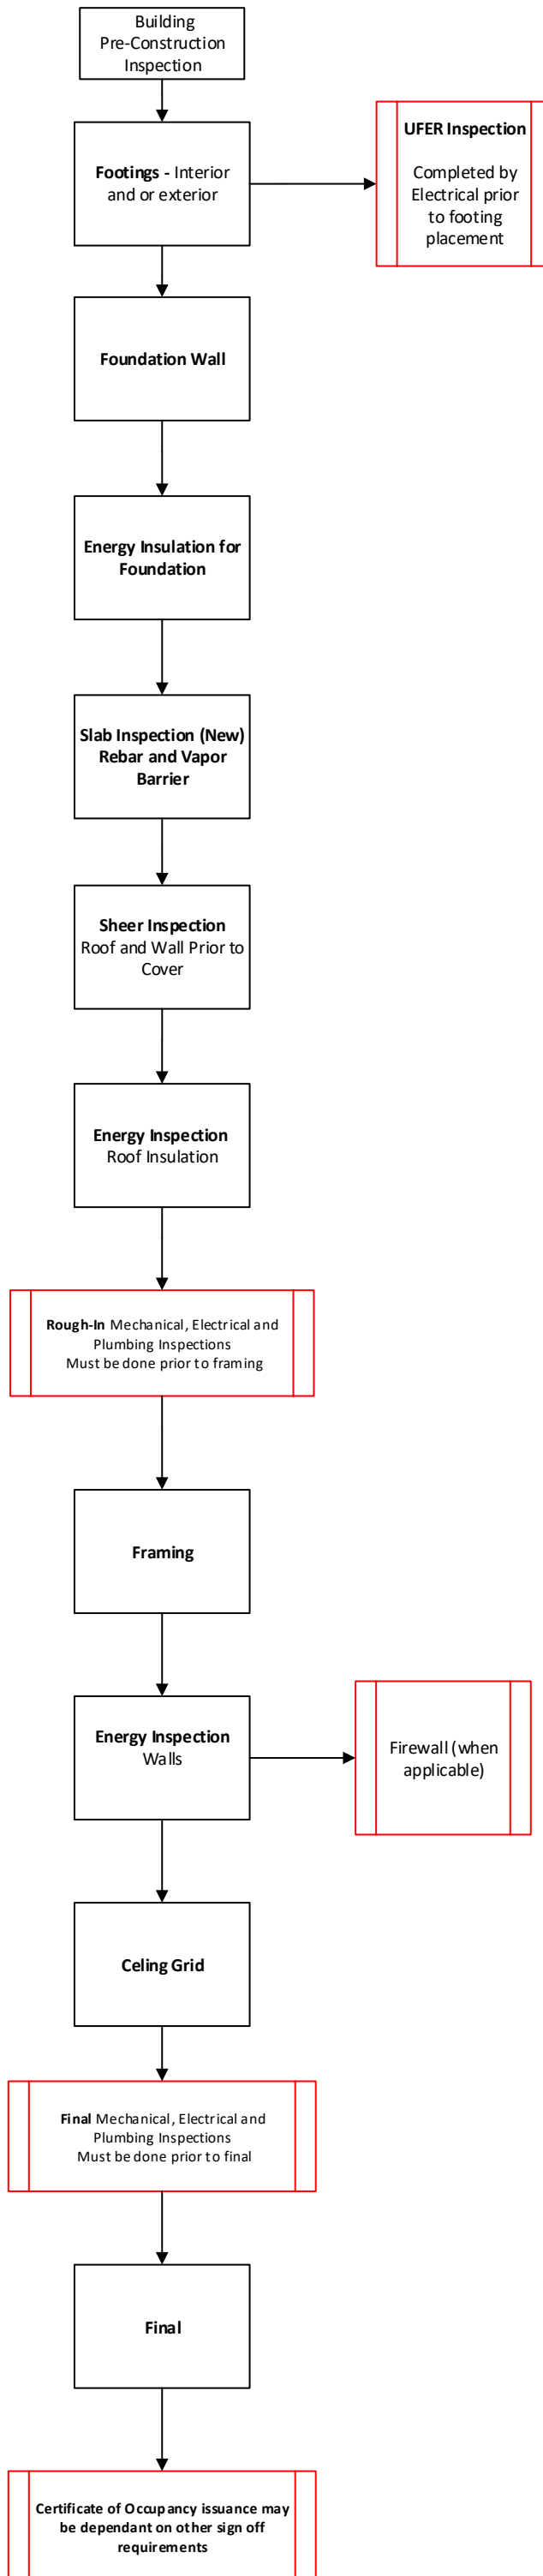 Building
Pre-Construction
Inspection
UFER Inspection
Completed by
Electrical prior
to footing
placement
Footings - Interior
and or exterior
Foundation Wall
Energy Insulation for
Foundation
Slab Inspection (New)
Rebar and Vapor
Barrier
Sheer Inspection
Roof and Wall Prior to
Cover
Energy Inspection
Roof Insulation
Rough-In Mechanical, Electrical and
Plumbing Inspections
Must be done prior to framing
Framing
Energy Inspection
Walls
Firewall (when
applicable)
Celing Grid
Final Mechanical, Electrical and
Plumbing Inspections
Must be done prior to final
Final
Certificate of Occupancy issuance may
be dependant on other sign off
requirements